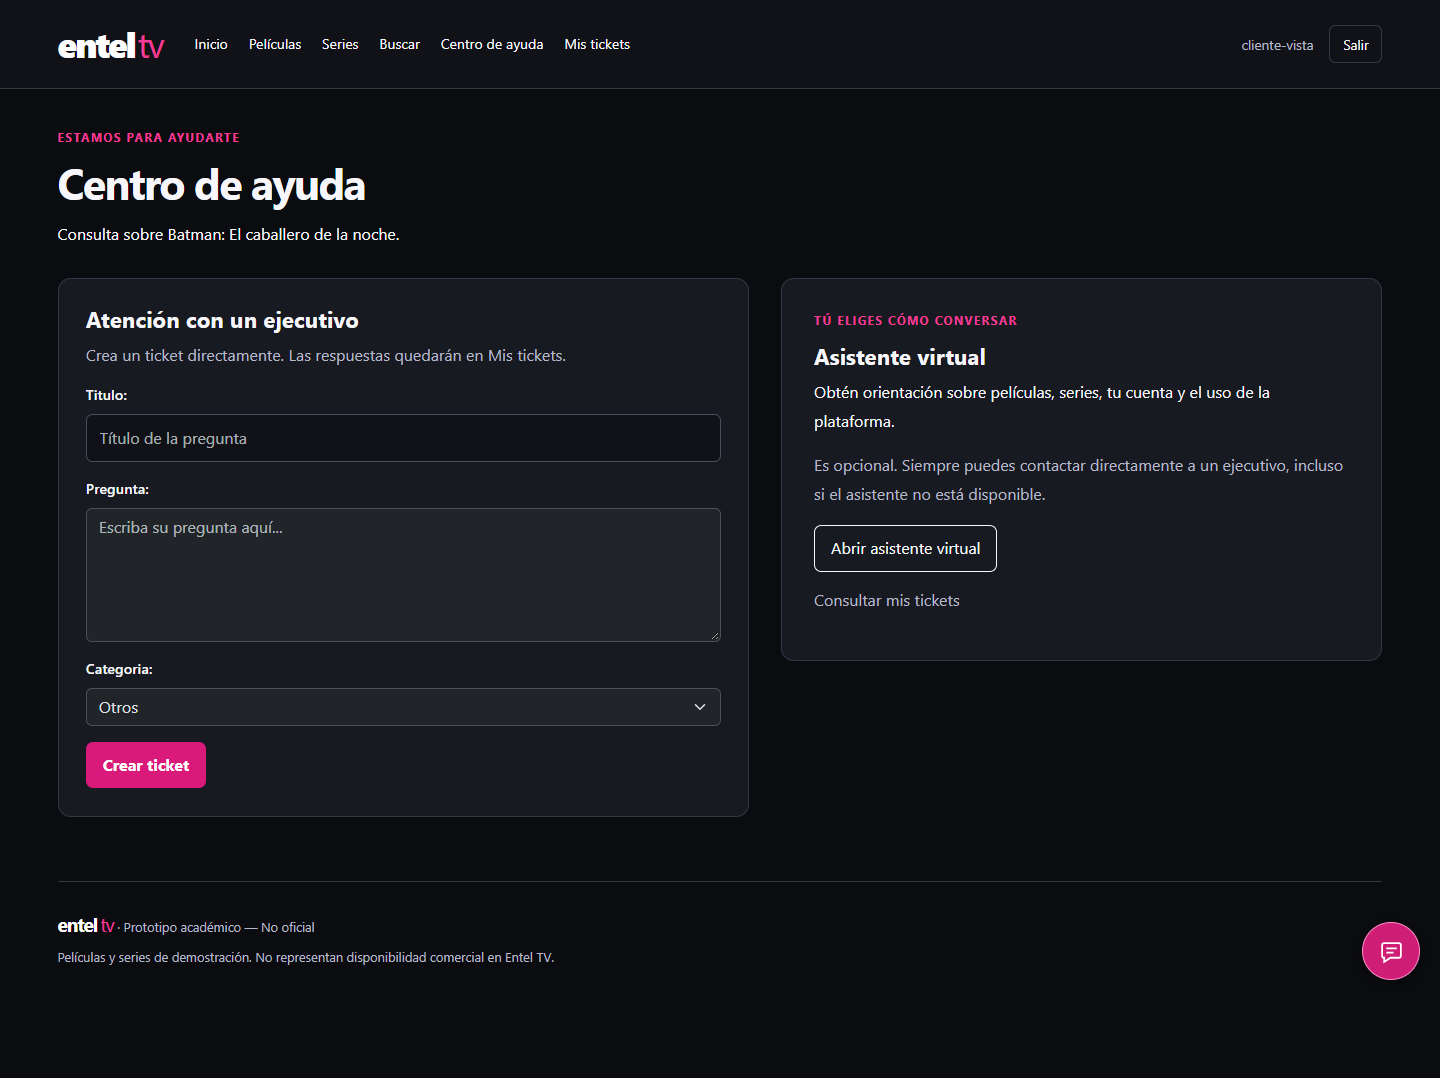 entel tv
Inicio Películas Series Buscar Centro de ayuda Mis tickets
cliente-vista Salir
ESTAMOS PARA AYUDARTE
Centro de ayuda
Consulta sobre Batman: El caballero de la noche.
Atención con un ejecutivo
Crea un ticket directamente. Las respuestas quedarán en Mis tickets.
Titulo:
Título de la pregunta
Pregunta:
Escriba su pregunta aquí...
Categoria:
Otros
Crear ticket
TÚ ELIGES CÓMO CONVERSAR
Asistente virtual
Obtén orientación sobre películas, series, tu cuenta y el uso de la
plataforma.
Es opcional. Siempre puedes contactar directamente a un ejecutivo, incluso
si el asistente no está disponible.
Abrir asistente virtual
Consultar mis tickets
entel tv · Prototipo académico — No oficial
Películas y series de demostración. No representan disponibilidad comercial en Entel TV.